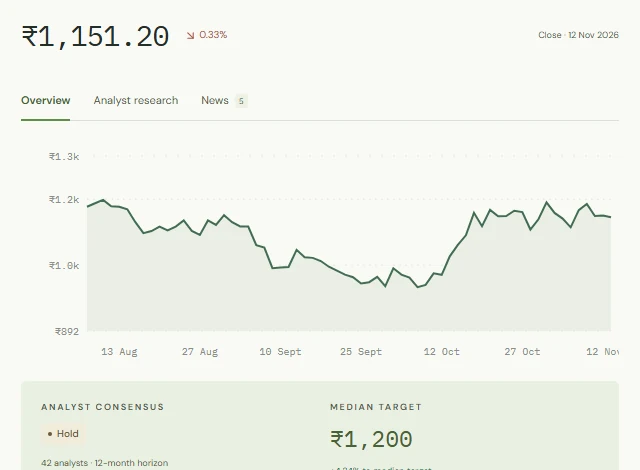 ₹1,151.20 ↘ 0.33% Close · 12 Nov 2026
Overview Analyst research News 5
₹1.3k
₹1.2k
₹1.0k
₹892
13 Aug 27 Aug 10 Sept 25 Sept 12 Oct 27 Oct 12 Nov
ANALYST CONSENSUS MEDIAN TARGET
Hold ₹1,200
42 analysts · 12-month horizon